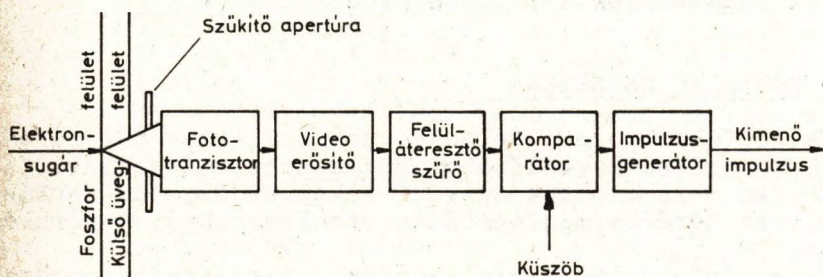 Szűkítő apertúra
Foszfor felület
Külső üveg. felület
Elektron-
sugár
Foto-
tranzisztor
Video
erősítő
Felül-
áteresztő
szűrő
Kompa-
rátor
Impulzus-
generátor
Kimenő
impulzus
Küszöb